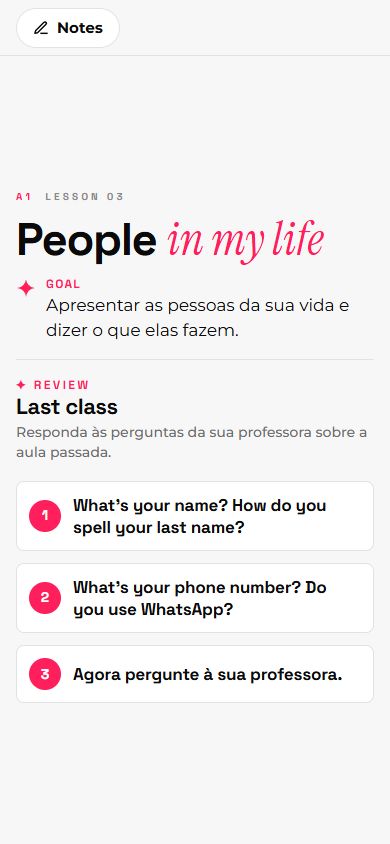 Notes
A1 LESSON 03
People in my life
GOAL
Apresentar as pessoas da sua vida e
dizer o que elas fazem.
REVIEW
Last class
Responda às perguntas da sua professora sobre a
aula passada.
1 What's your name? How do you
spell your last name?
2 What's your phone number? Do
you use WhatsApp?
3 Agora pergunte à sua professora.